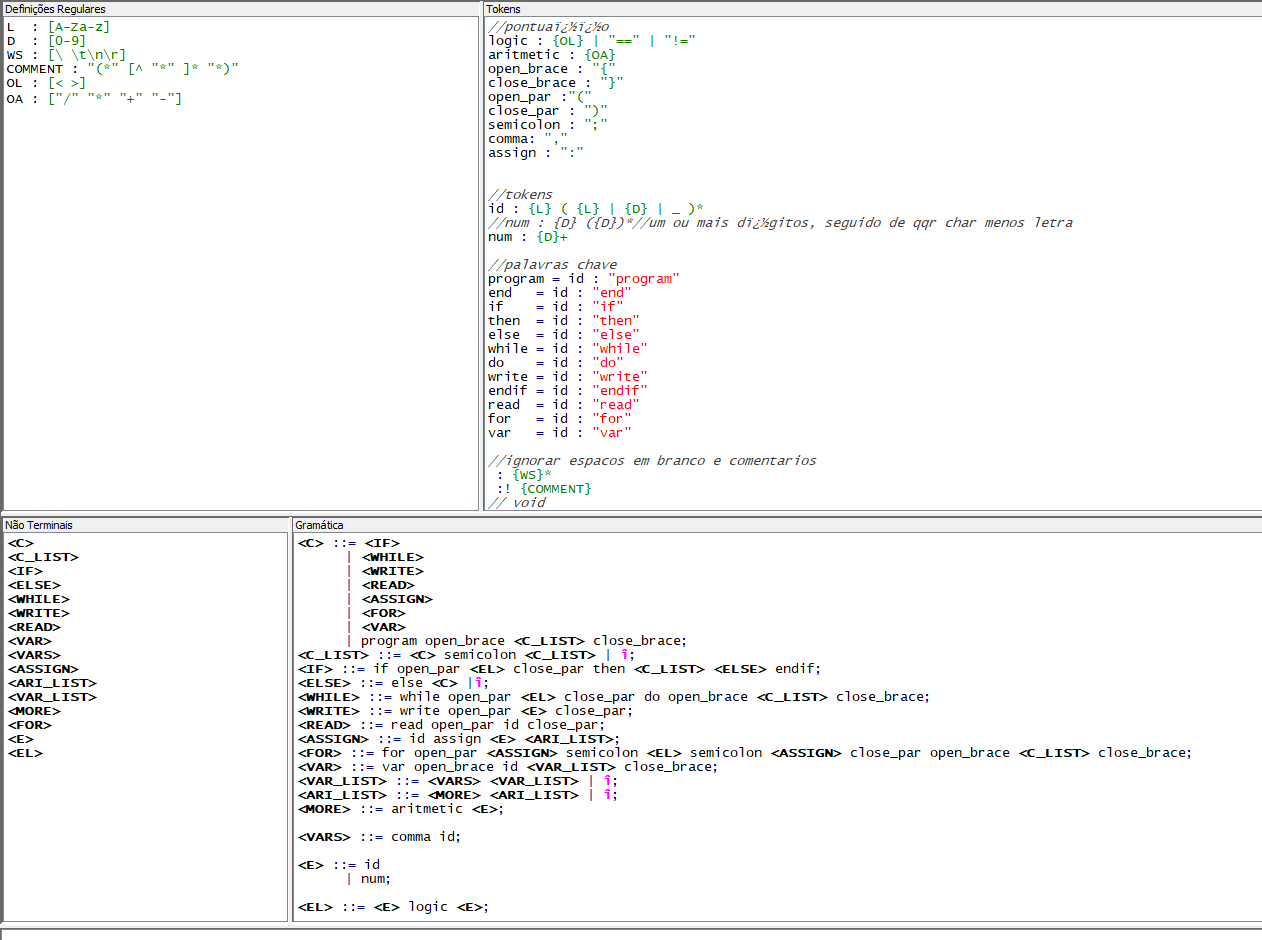 Definições Regulares
L  : [A-Za-z]
D  : [0-9]
WS : [\ \t\n\r]
COMMENT : "(*" [^ "*" ]* "*)"
OL : [< >]
OA : ["/" "*" "+" "-"]
Tokens
//pontuaï¿½ï¿½o
logic : {OL} | "==" | "!="
aritmetic : {OA}
open_brace : "{"
close_brace : "}"
open_par :"("
close_par : ")"
semicolon : ";"
comma: ","
assign : ":"
//tokens
id : {L} ( {L} | {D} | _ )*
//num : {D} ({D})*//um ou mais dï¿½gitos, seguido de qqr char menos letra
num : {D}+
//palavras chave
program = id : "program"
end   = id : "end"
if    = id : "if"
then  = id : "then"
else  = id : "else"
while = id : "while"
do    = id : "do"
write = id : "write"
endif = id : "endif"
read  = id : "read"
for   = id : "for"
var   = id : "var"
//ignorar espacos em branco e comentarios
 : {WS}*
 :! {COMMENT}
// void
Não Terminais
<C>
<C_LIST>
<IF>
<ELSE>
<WHILE>
<WRITE>
<READ>
<VAR>
<VARS>
<ASSIGN>
<ARI_LIST>
<VAR_LIST>
<MORE>
<FOR>
<E>
<EL>
Gramática
<C> ::= <IF>
      | <WHILE>
      | <WRITE>
      | <READ>
      | <ASSIGN>
      | <FOR>
      | <VAR>
      | program open_brace <C_LIST> close_brace;
<C_LIST> ::= <C> semicolon <C_LIST> | î;
<IF> ::= if open_par <EL> close_par then <C_LIST> <ELSE> endif;
<ELSE> ::= else <C> |î;
<WHILE> ::= while open_par <EL> close_par do open_brace <C_LIST> close_brace;
<WRITE> ::= write open_par <E> close_par;
<READ> ::= read open_par id close_par;
<ASSIGN> ::= id assign <E> <ARI_LIST>;
<FOR> ::= for open_par <ASSIGN> semicolon <EL> semicolon <ASSIGN> close_par open_brace <C_LIST> close_brace;
<VAR> ::= var open_brace id <VAR_LIST> close_brace;
<VAR_LIST> ::= <VARS> <VAR_LIST> | î;
<ARI_LIST> ::= <MORE> <ARI_LIST> | î;
<MORE> ::= aritmetic <E>;
<VARS> ::= comma id;
<E> ::= id
      | num;
<EL> ::= <E> logic <E>;